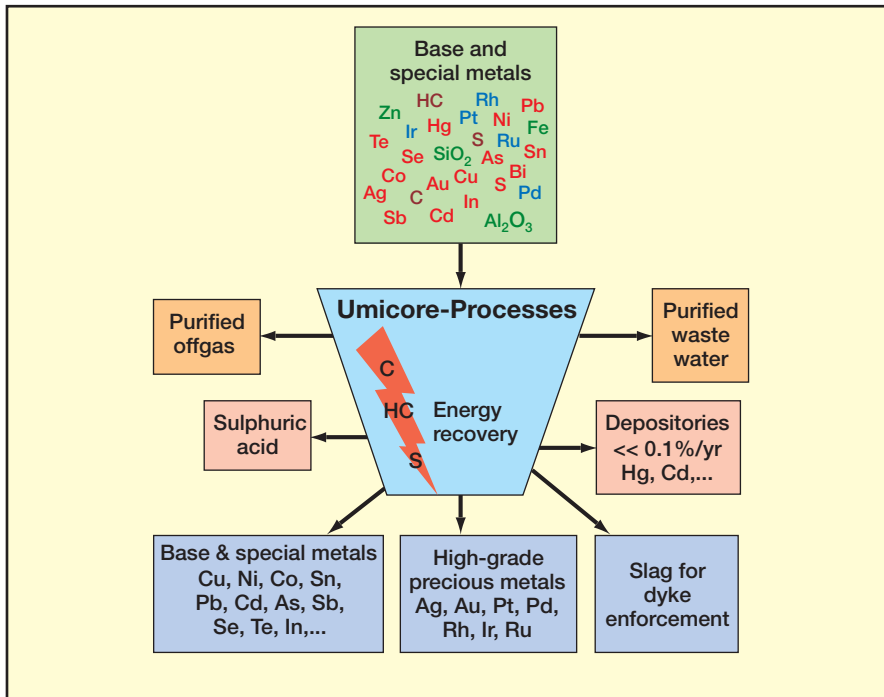 Base and
special metals
HC Rh Pb
Zn Pt Ni
Ir Hg Fe
Te S Ru
Se SiO₂ As Sn
Co Cu Bi
Ag C Au S Pd
In
Sb Cd Al₂O₃
Umicore-Processes
Purified
offgas
Purified
waste
water
C
HC
S
Energy
recovery
Sulphuric
acid
Depositories
<< 0.1%/yr
Hg, Cd,...
Base & special metals
Cu, Ni, Co, Sn,
Pb, Cd, As, Sb,
Se, Te, In,...
High-grade
precious metals
Ag, Au, Pt, Pd,
Rh, Ir, Ru
Slag for
dyke
enforcement